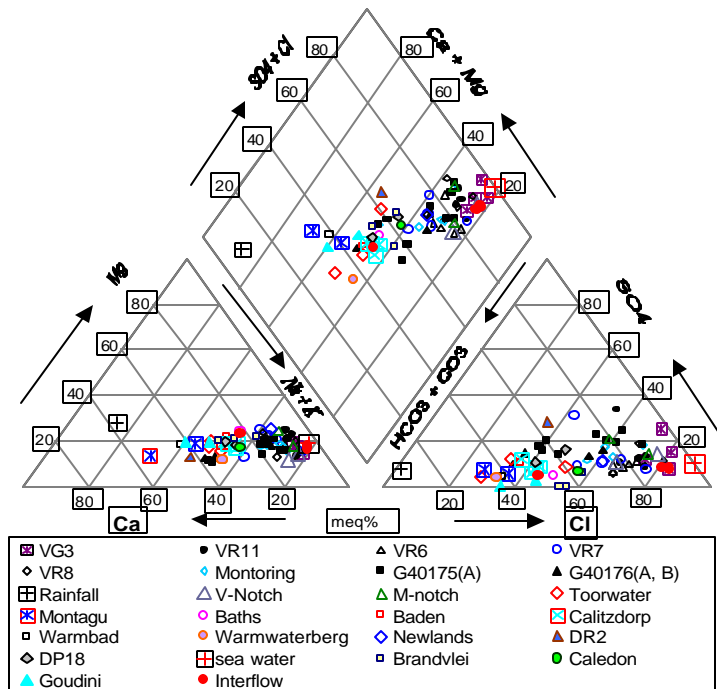 80 80
SO4 + Cl Ca + Mg
60 60
40 40
20 20
Mg Na + K HCO3 + CO3 SO4
80 80
60 60
40 40
20 20
80 60 40 20 20 40 60 80
Ca meq% Cl
VG3 VR11 VR6 VR7
VR8 Montoring G40175(A) G40176(A, B)
Rainfall V-Notch M-notch Toorwater
Montagu Baths Baden Calitzdorp
Warmbad Warmwaterberg Newlands DR2
DP18 sea water Brandvlei Caledon
Goudini Interflow